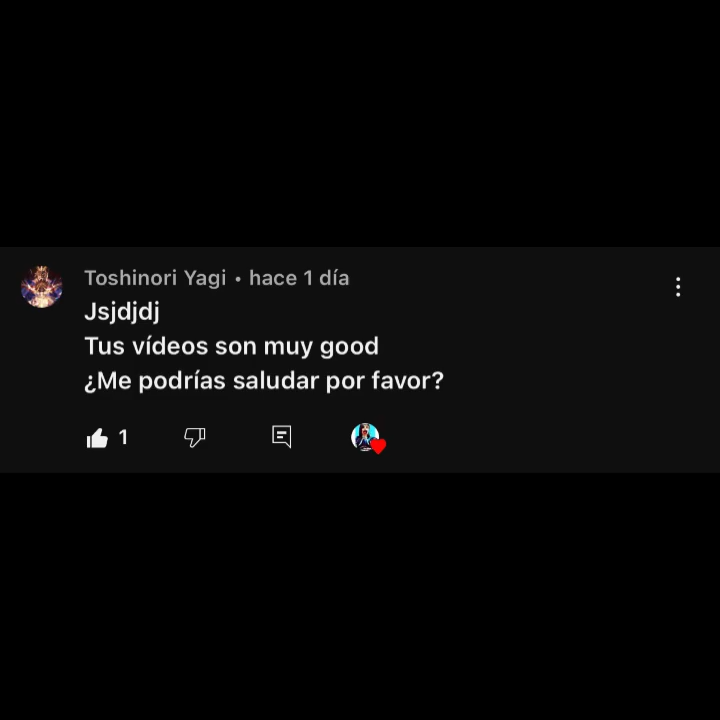 Toshinori Yagi • hace 1 día
Jsjdjdj
Tus vídeos son muy good
¿Me podrías saludar por favor?
1